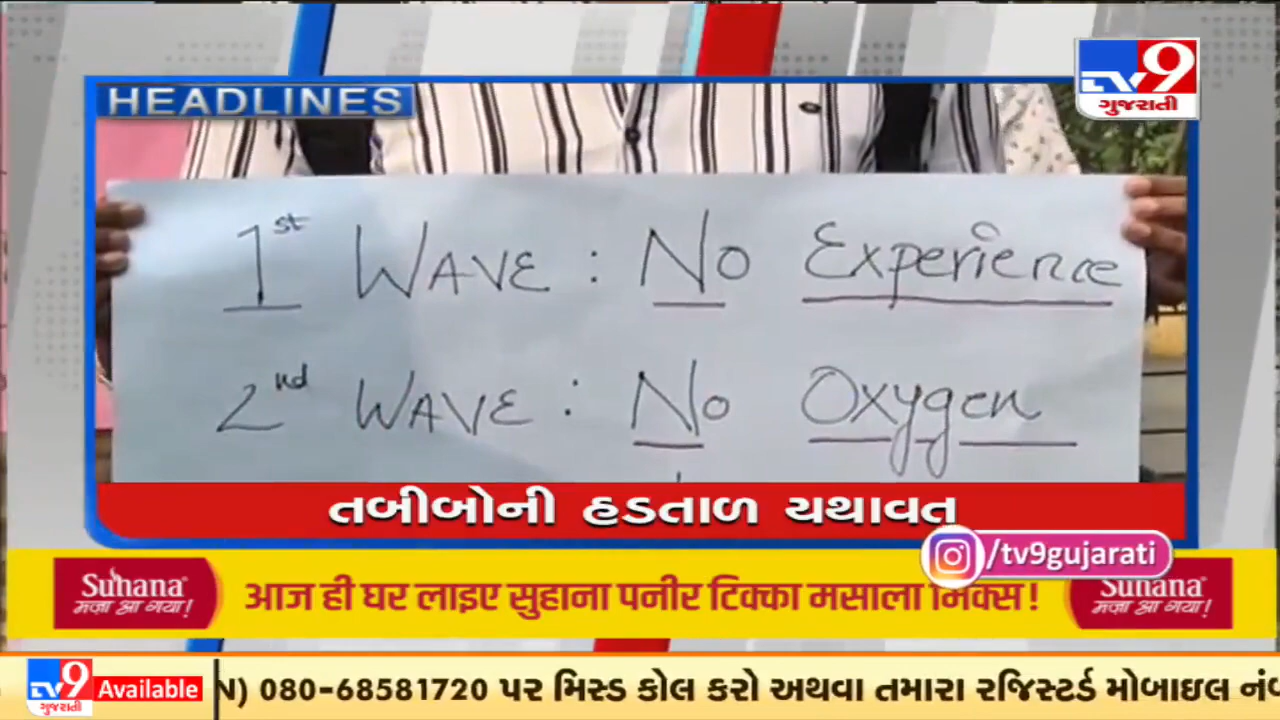 HEADLINES
TV9
ગુજરાતી
1st WAVE : No Experience
2nd WAVE : No Oxygen
તબીબોની હડતાળ યથાવત
/tv9gujarati
Suhana
मज़ा आ गया!
आज ही घर लाइए सुहाना पनीर टिक्का मसाला मिक्स!
Suhana
मज़ा आ गया!
TV9
ગુજરાતી
Available
N) 080-68581720 પર મિસ્ડ કોલ કરો અથવા તમારા રજિસ્ટર્ડ મોબાઇલ નંબ